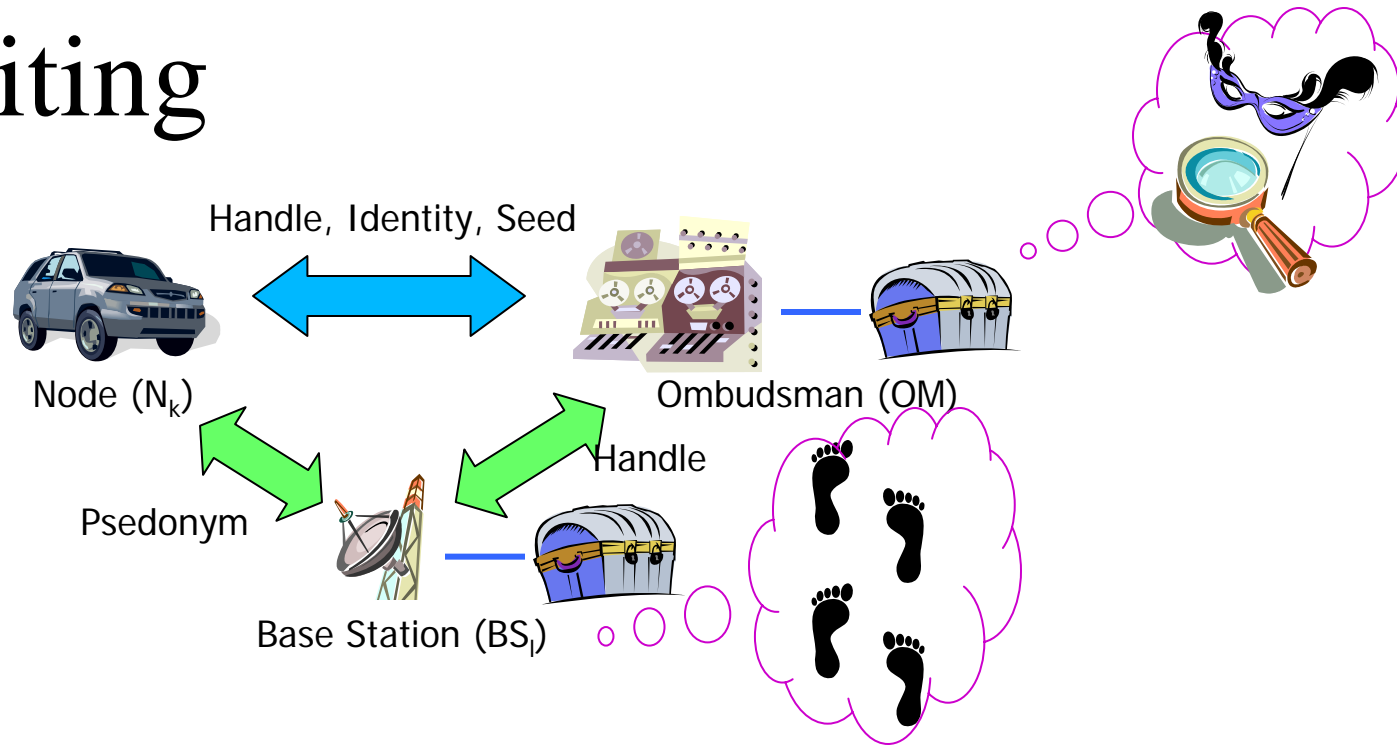 iting
Handle, Identity, Seed
Node (Nk)
Ombudsman (OM)
Handle
Psedonym
Base Station (BSl)